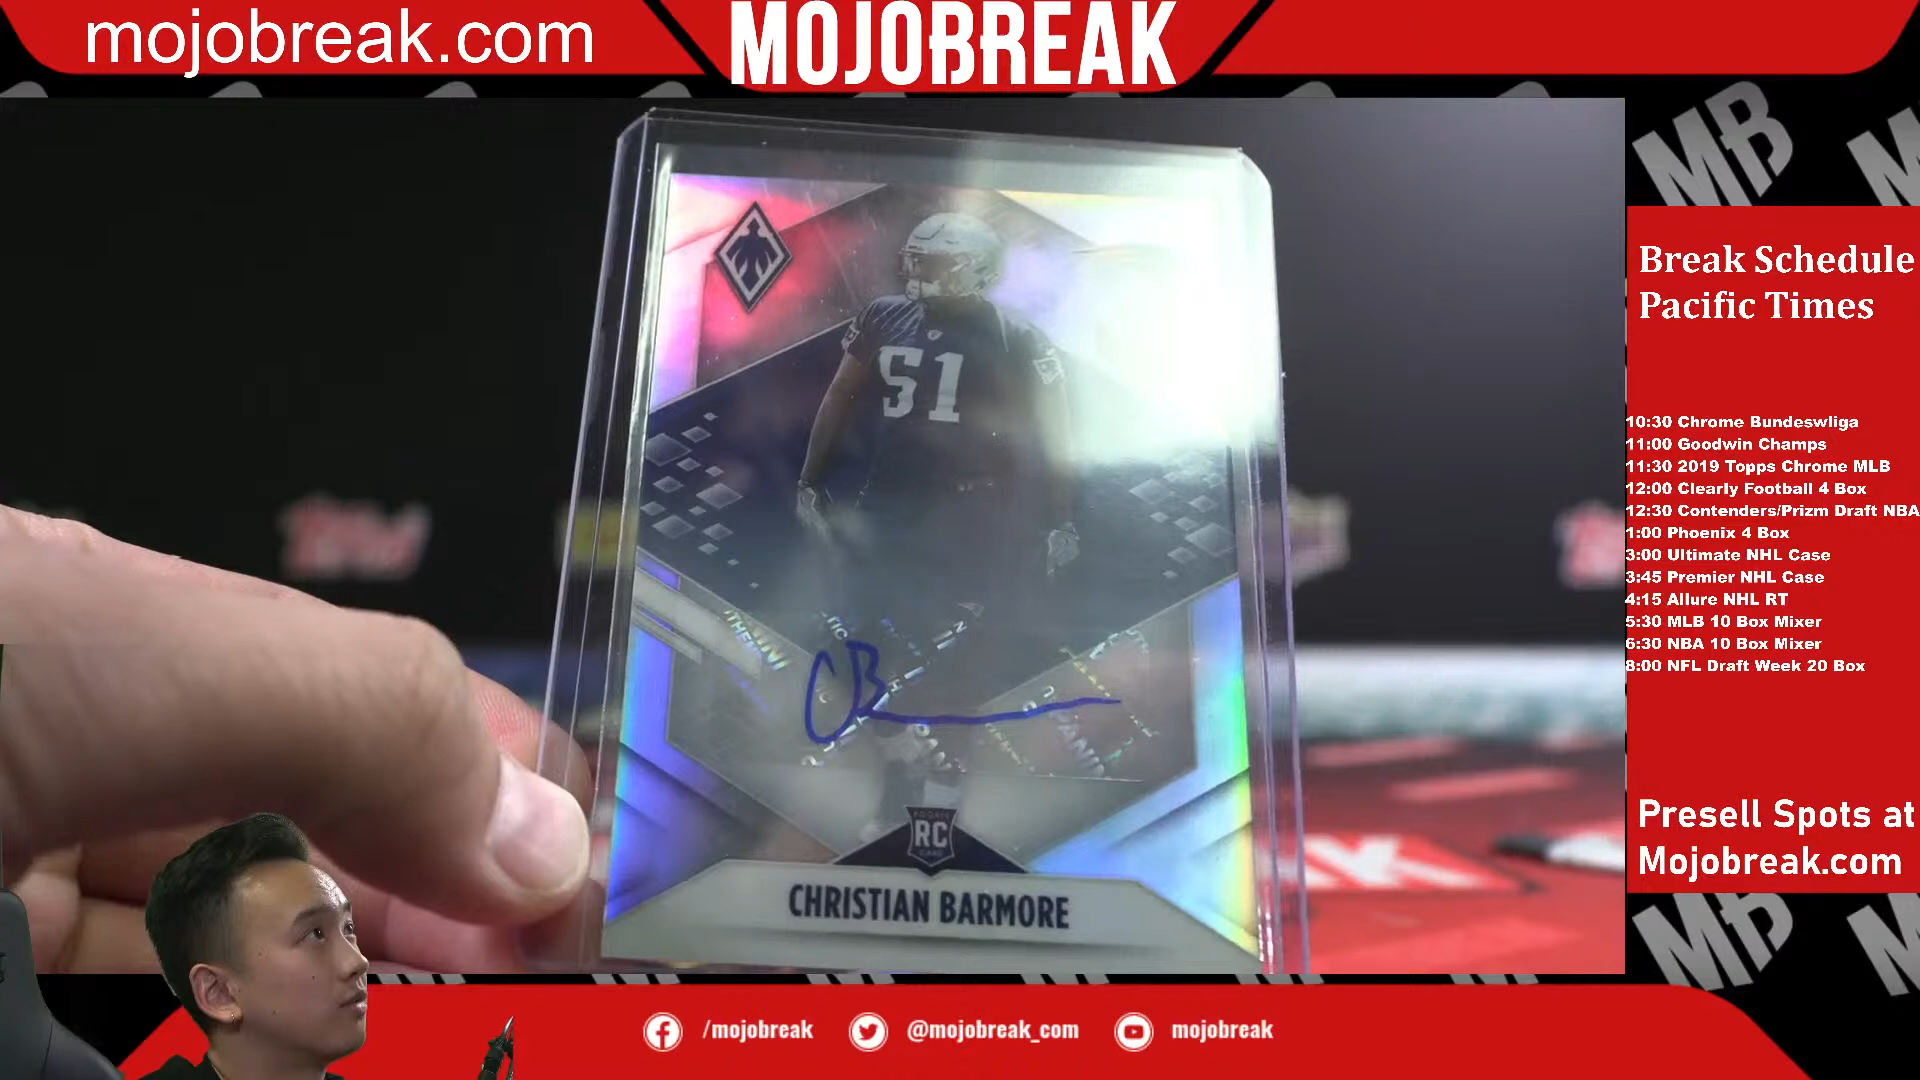 mojobreak.com
MOJOBREAK
MB
Break Schedule
Pacific Times
51
10:30 Chrome Bundeswliga
11:00 Goodwin Champs
11:30 2019 Topps Chrome MLB
12:00 Clearly Football 4 Box
12:30 Contenders/Prizm Draft NBA
1:00 Phoenix 4 Box
3:00 Ultimate NHL Case
3:45 Premier NHL Case
4:15 Allure NHL RT
5:30 MLB 10 Box Mixer
6:30 NBA 10 Box Mixer
8:00 NFL Draft Week 20 Box
CB
RC
CHRISTIAN BARMORE
Presell Spots at
Mojobreak.com
MB
/mojobreak
@mojobreak_com
mojobreak